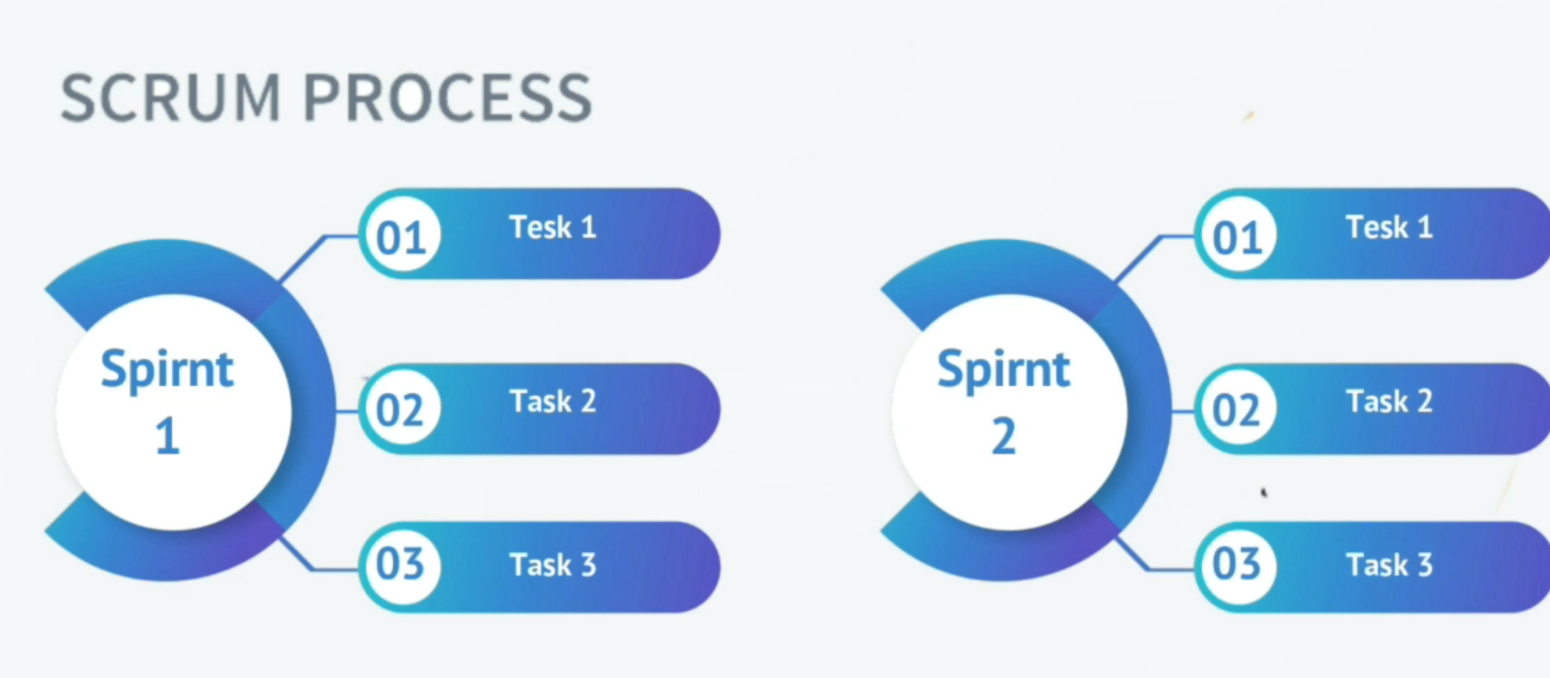 SCRUM PROCESS
Spirnt
1
01 Tesk 1
02 Task 2
03 Task 3
Spirnt
2
01 Tesk 1
02 Task 2
03 Task 3